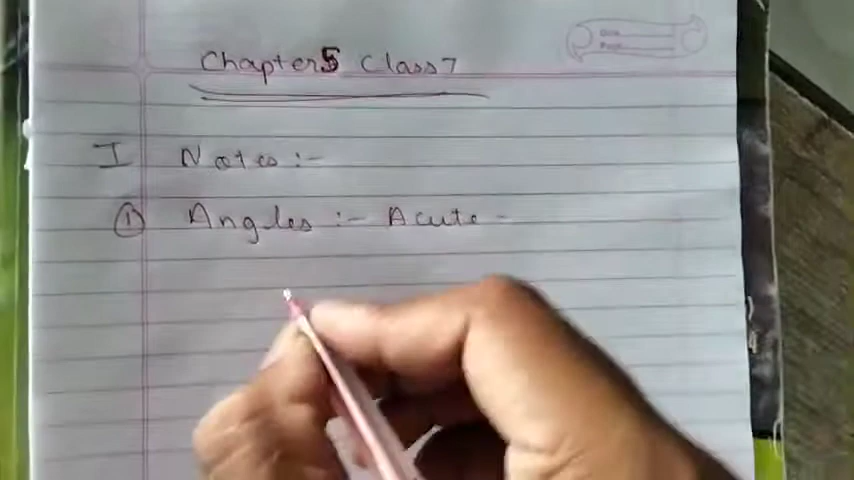 Chapter5 Class7
I Notes :-
① Angles :- Acute -